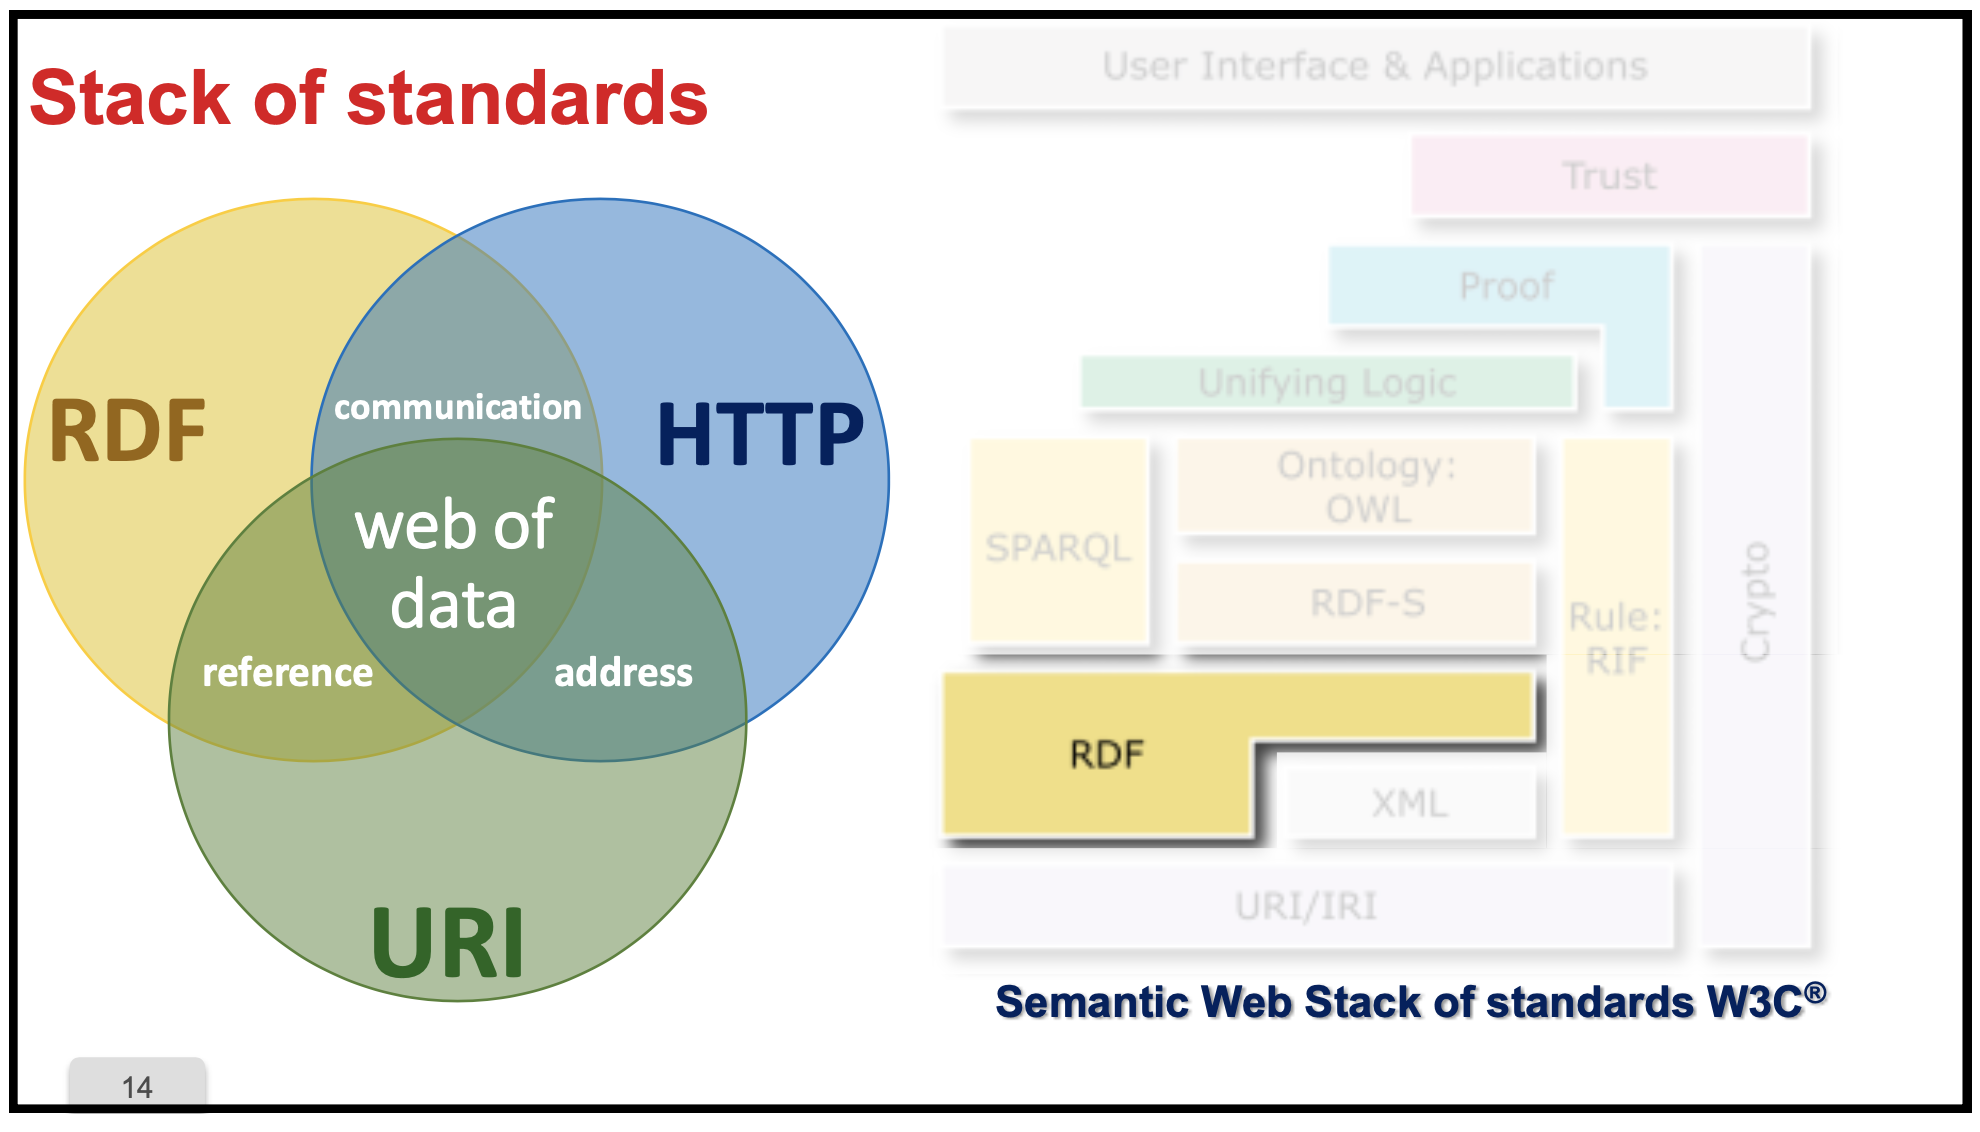 Stack of standards
RDF
communication
HTTP
web of
data
reference
address
URI
User Interface & Applications
Trust
Proof
Unifying Logic
SPARQL
Ontology:
OWL
RDF-S
Rule:
RIF
Crypto
RDF
XML
URI/IRI
Semantic Web Stack of standards W3C®
14